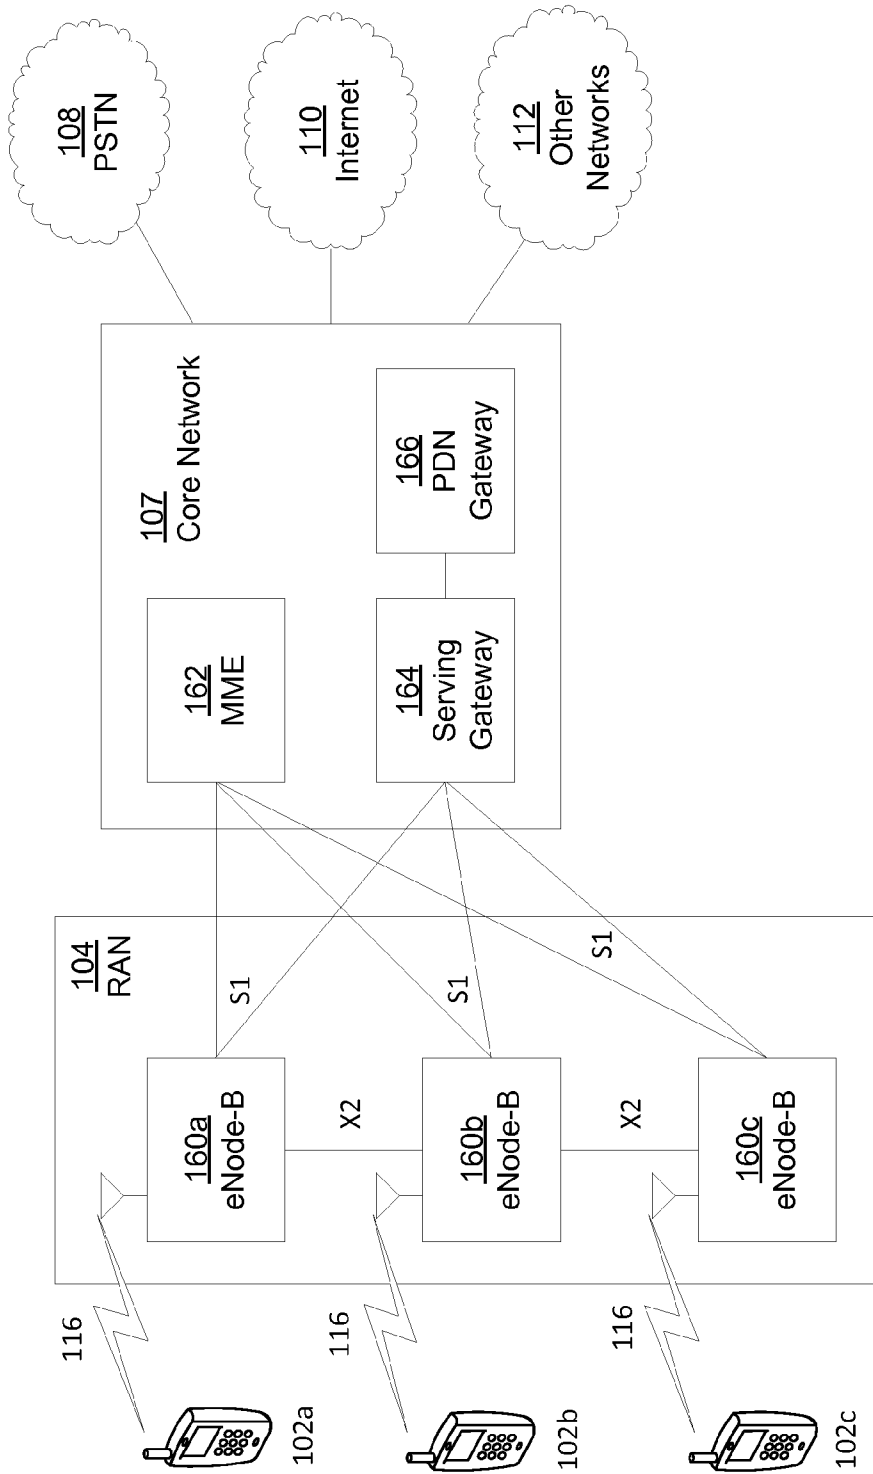 102a
116
160a
eNode-B
104
RAN
S1
162
MME
107
Core Network
108
PSTN
X2
102b
116
160b
eNode-B
S1
164
Serving
Gateway
166
PDN
Gateway
110
Internet
X2
102c
116
160c
eNode-B
S1
112
Other
Networks